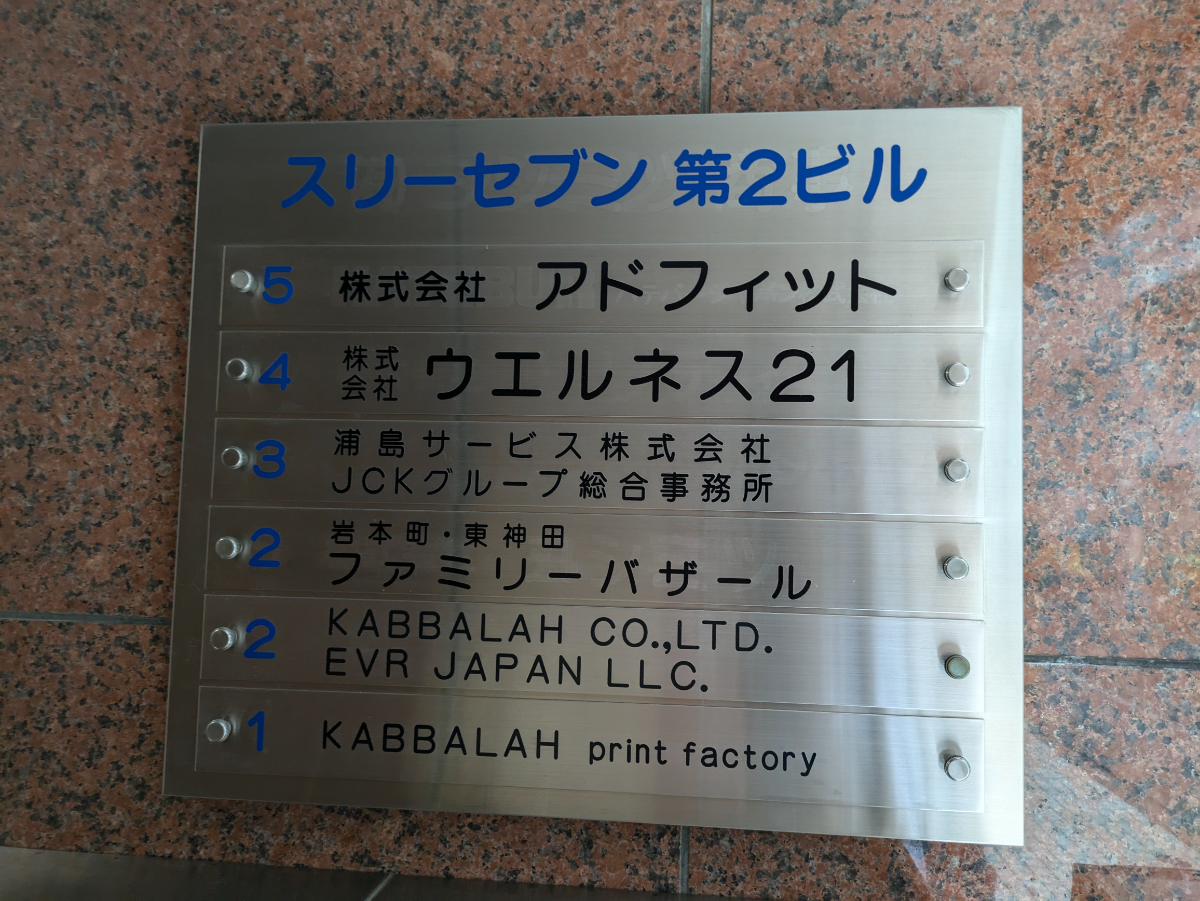 スリーセブン 第2ビル
5 株式会社 アドフィット
4 株式会社 ウエルネス21
3 浦島サービス株式会社
JCKグループ総合事務所
2 岩本町・東神田
ファミリーバザール
2 KABBALAH CO.,LTD.
EVR JAPAN LLC.
1 KABBALAH print factory